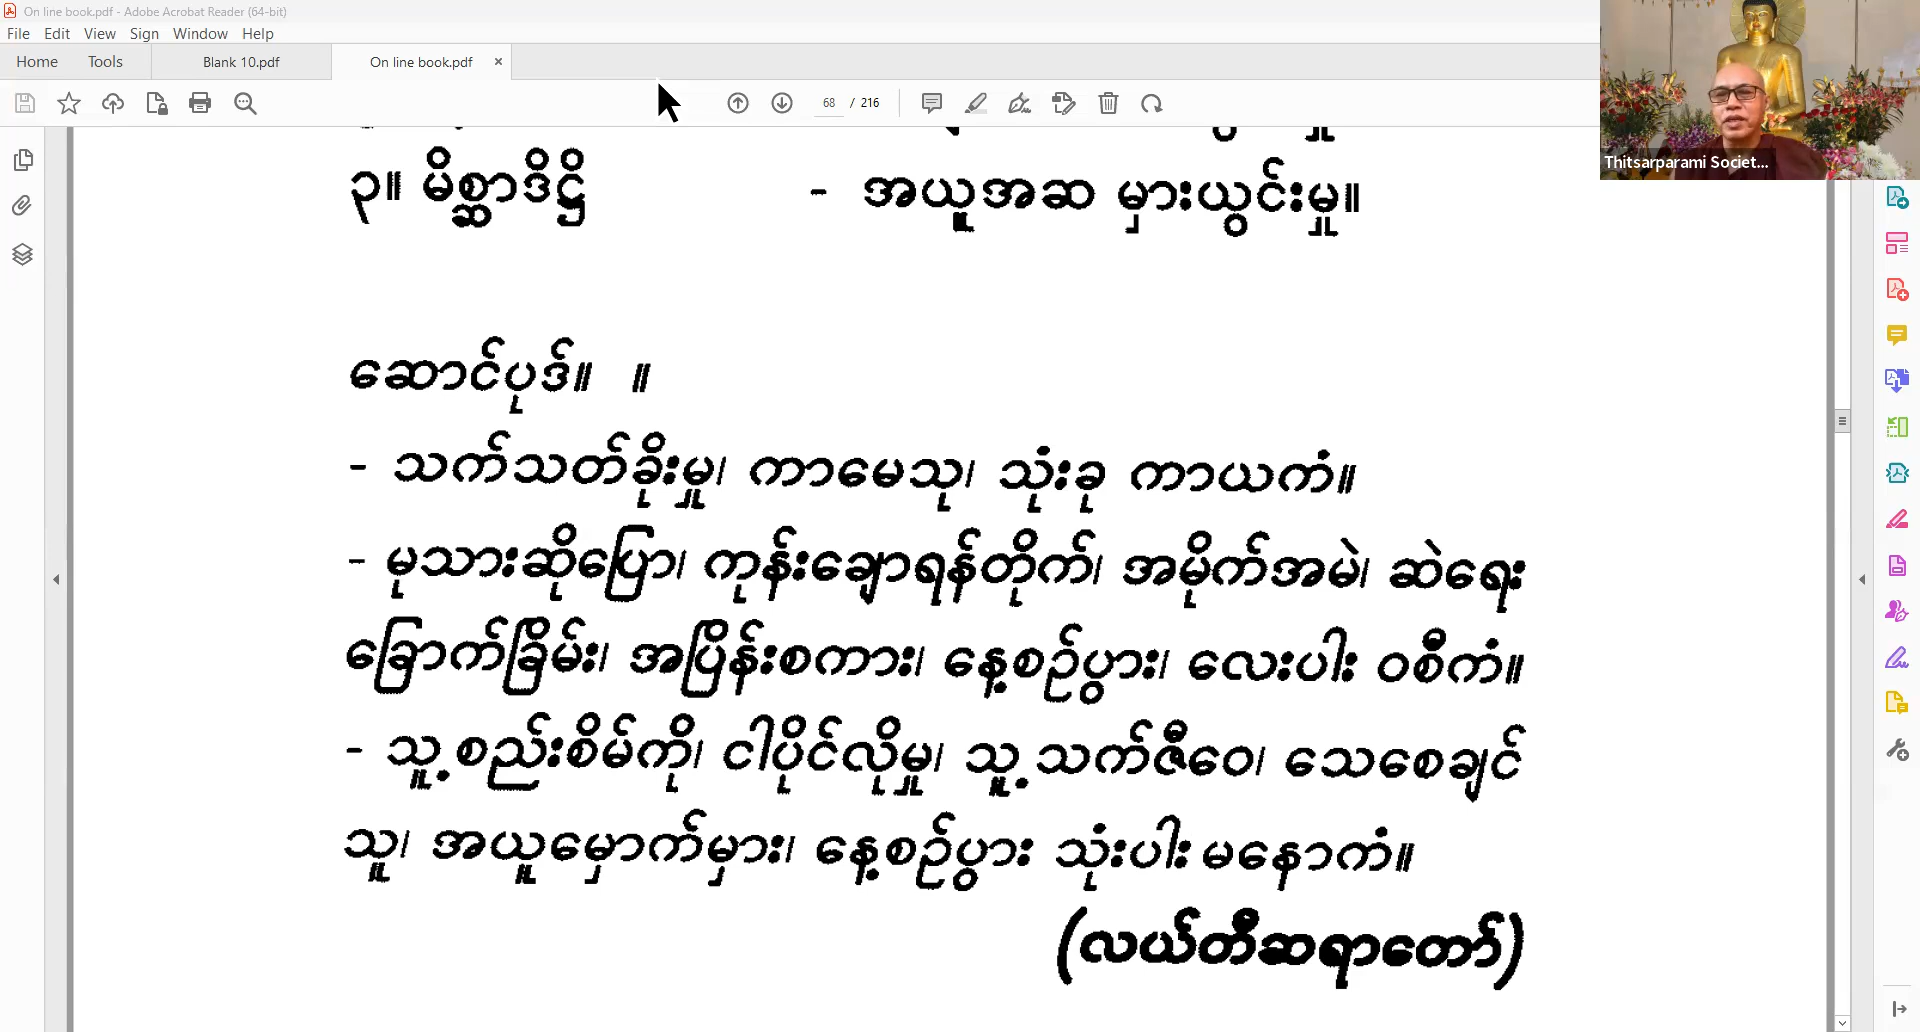 On line book.pdf - Adobe Acrobat Reader (64-bit)
File Edit View Sign Window Help
Home Tools Blank 10.pdf On line book.pdf ×
68 / 216
Thitsarparami Societ...
၃။ မိစ္ဆာဒိဋ္ဌိ - အယူအဆ မှားယွင်းမှု။
ဆောင်ပုဒ်။ ။
- သက်သတ်ခိုးမှု၊ ကာမေသု၊ သုံးခု ကာယကံ။
- မုသားဆိုပြော၊ ကုန်းချောရန်တိုက်၊ အမိုက်အမဲ၊ ဆဲရေး
ခြောက်ခြိမ်း၊ အပြိန်းစကား၊ နေ့စဉ်ပွား၊ လေးပါး ဝစီကံ။
- သူ့စည်းစိမ်ကို၊ ငါပိုင်လိုမှု၊ သူ့သက်ဇီဝေ၊ သေစေချင်
သူ၊ အယူမှောက်မှား၊ နေ့စဉ်ပွား သုံးပါး မနောကံ။
(လယ်တီဆရာတော်)